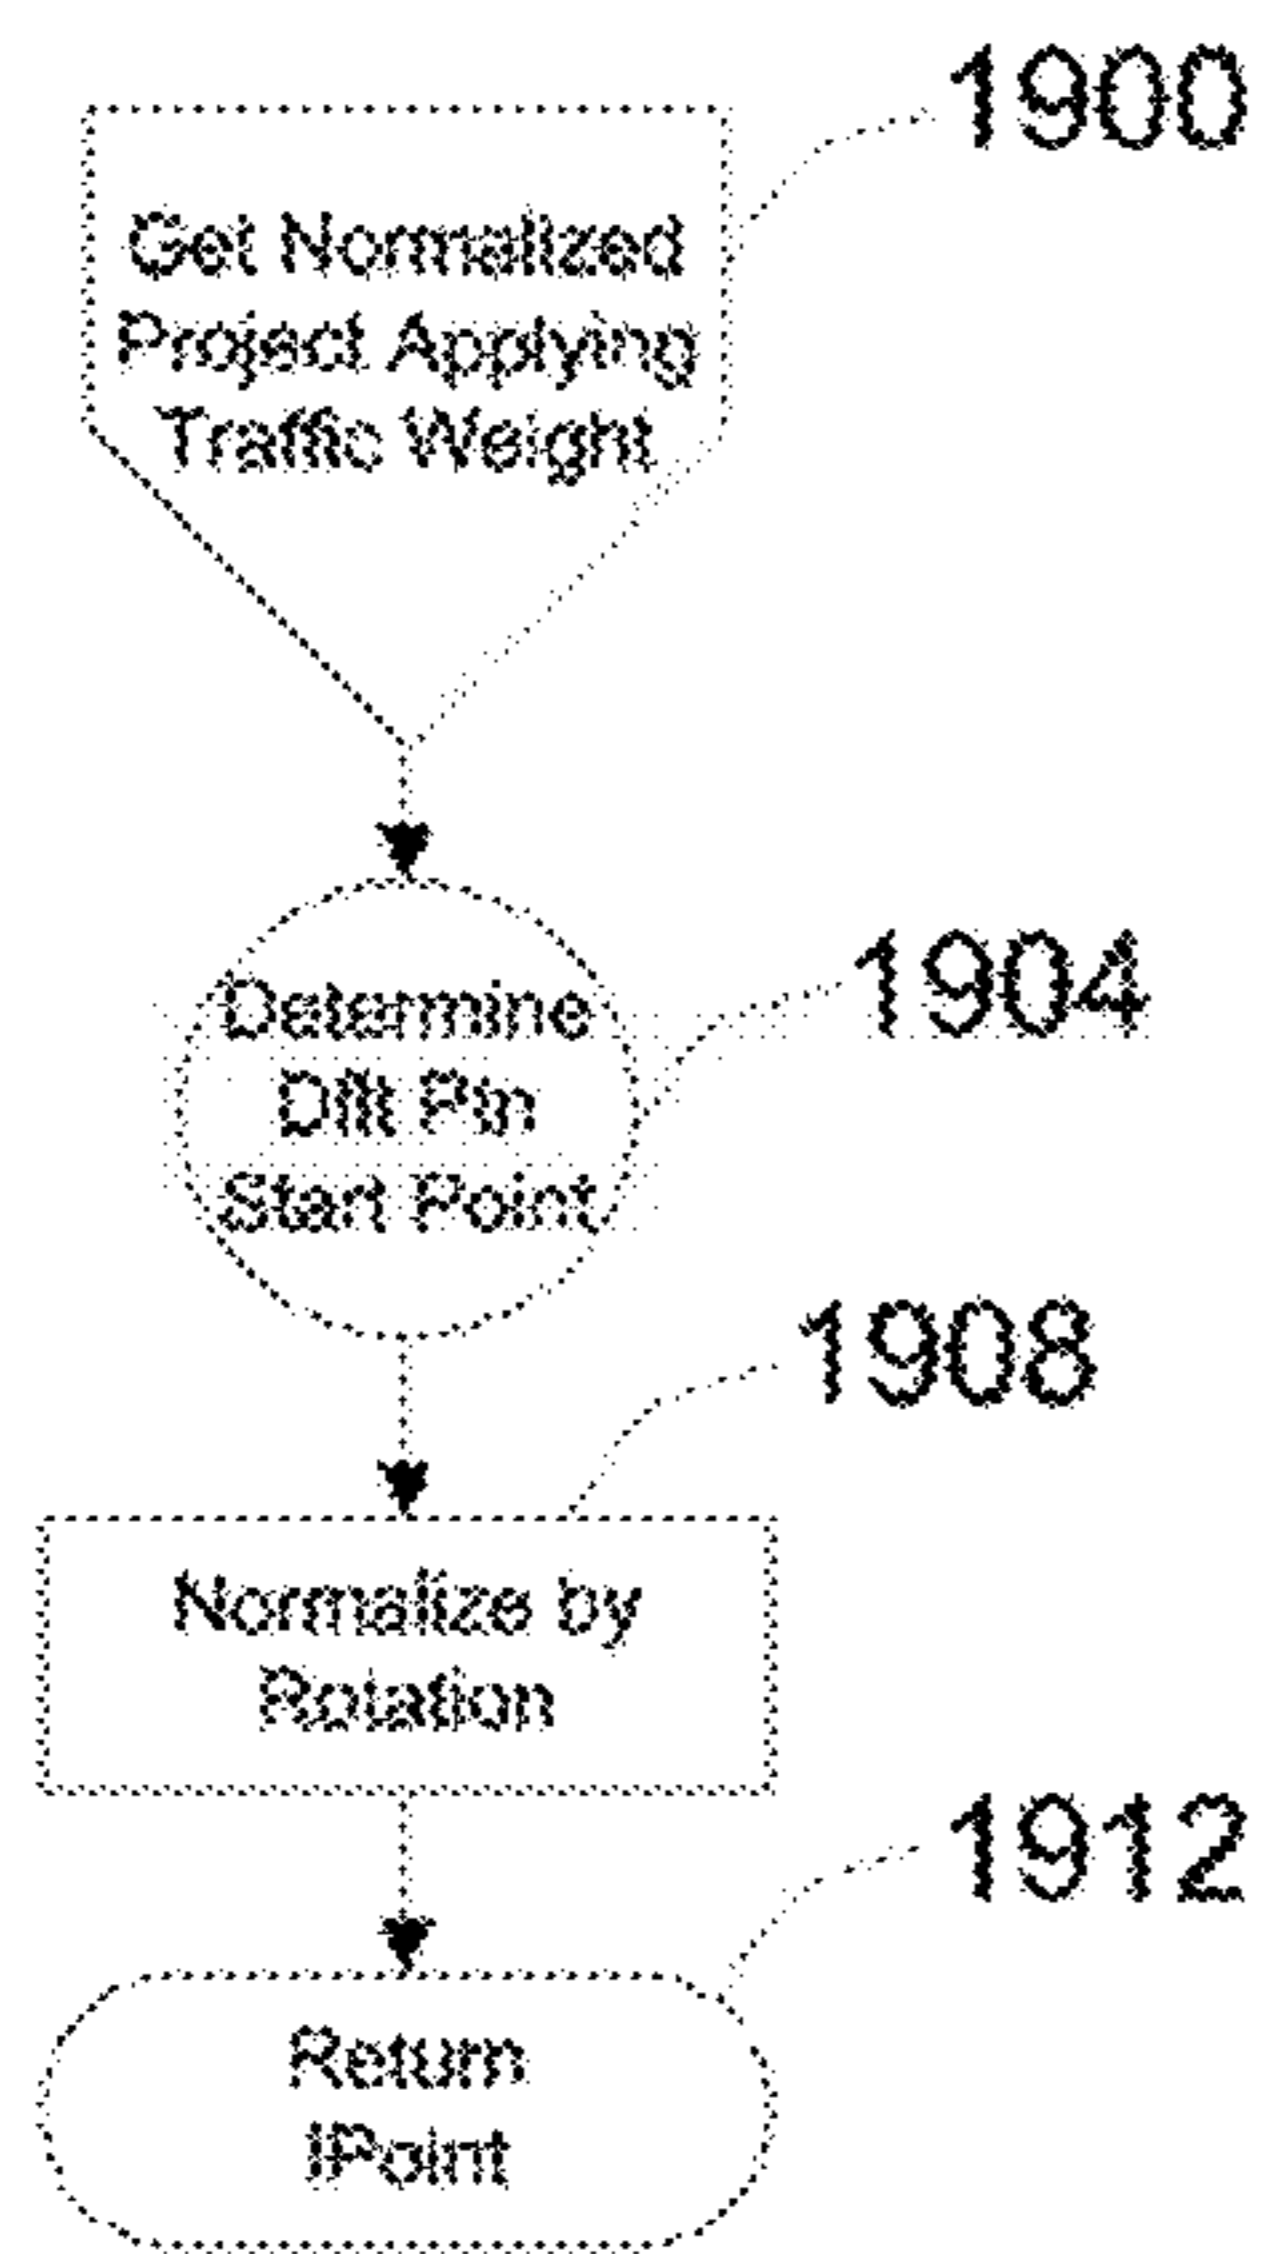 1900
Get Normalized
Project Applying
Traffic Weight
1904
Determine
Dflt Pin
Start Point
1908
Normalize by
Rotation
1912
Return
IPoint